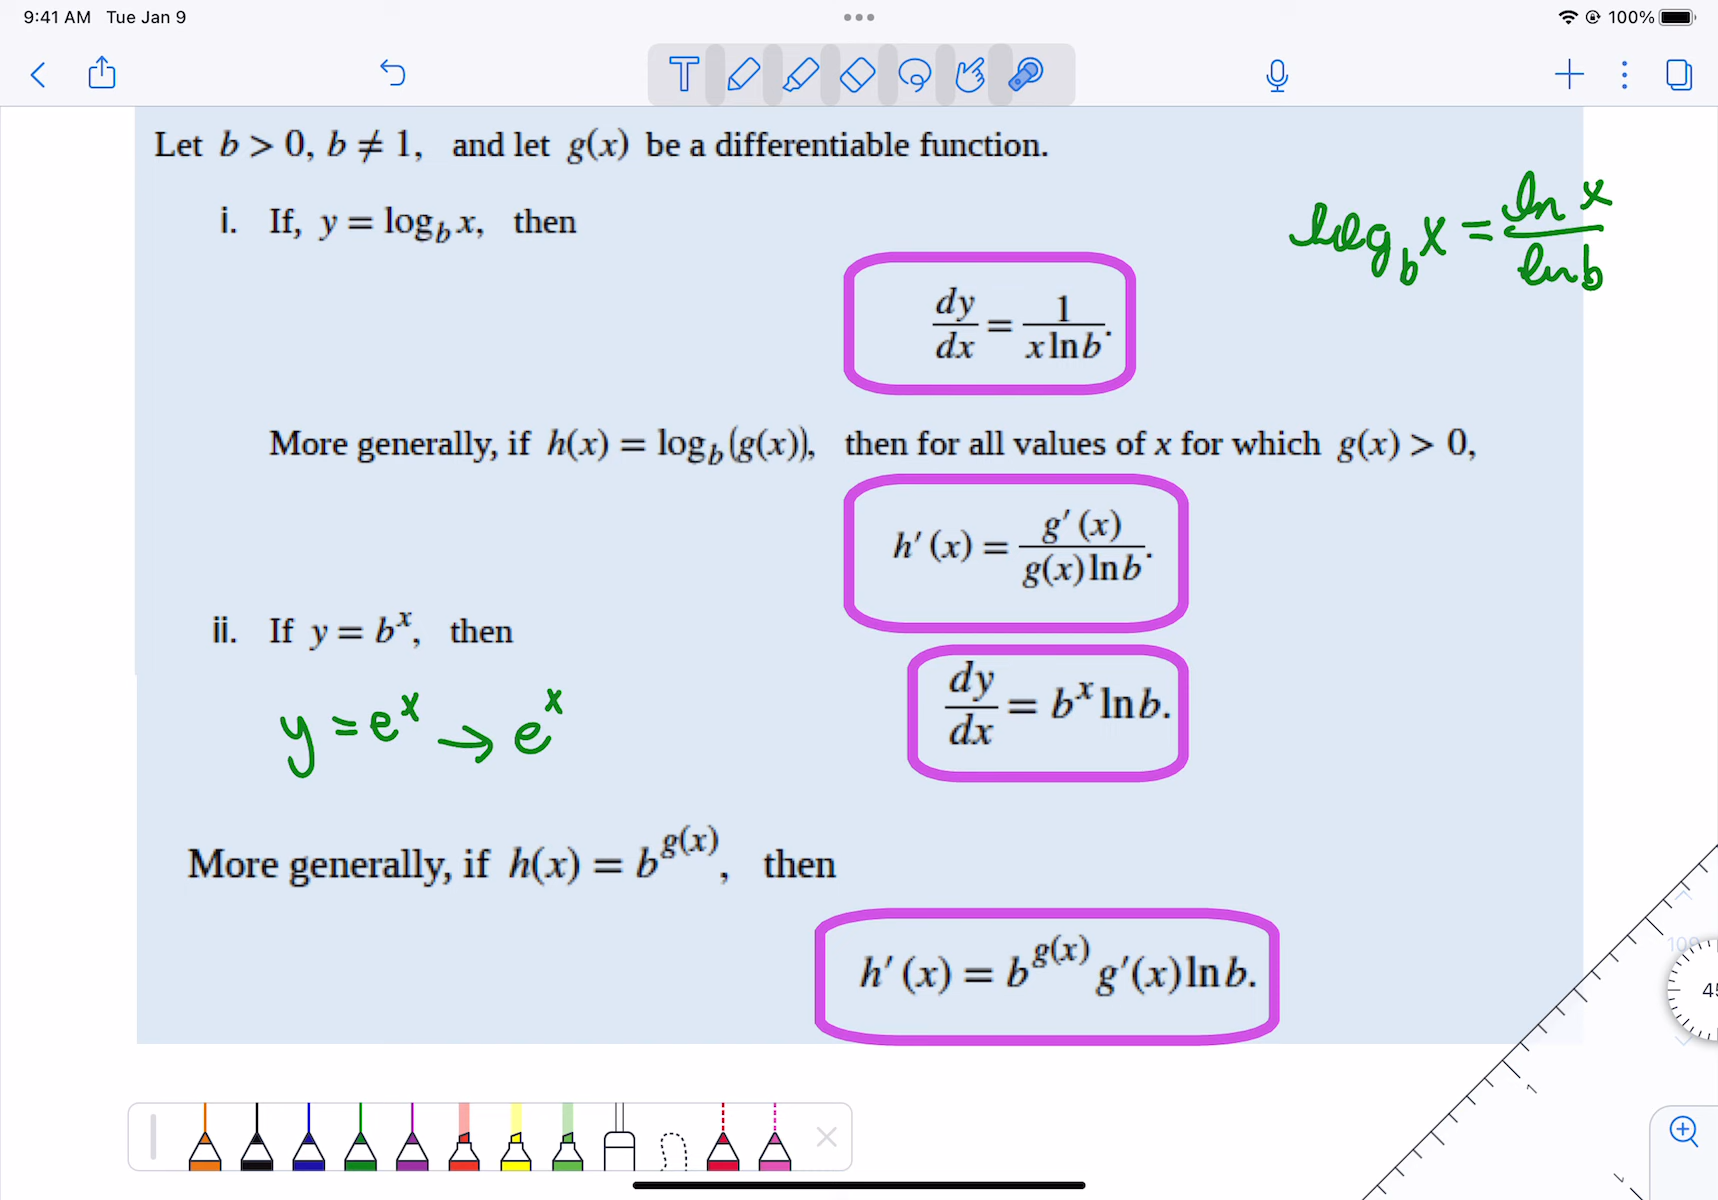 9:41 AM Tue Jan 9
100%
Let b > 0, b ≠ 1, and let g(x) be a differentiable function.
i. If, y = log_b x, then
log_b x = ln x / ln b
dy/dx = 1/(x ln b).
More generally, if h(x) = log_b(g(x)), then for all values of x for which g(x) > 0,
h′(x) = g′(x)/(g(x) ln b).
ii. If y = b^x, then
dy/dx = b^x ln b.
y = e^x → e^x
More generally, if h(x) = b^g(x), then
h′(x) = b^g(x) g′(x) ln b.
1